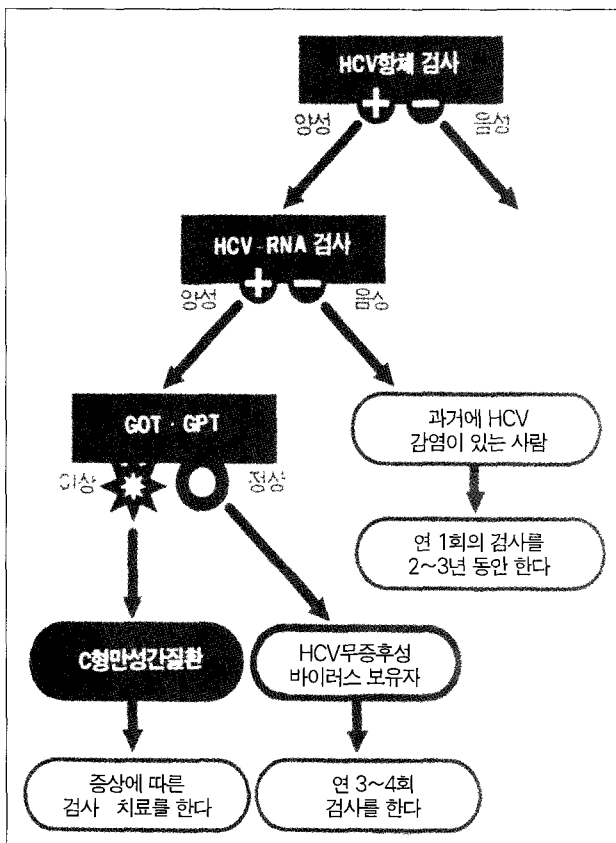 HCV항체 검사
양성 + − 음성
HCV-RNA 검사
양성 + − 음성
GOT · GPT
이상 정상
과거에 HCV
감염이 있는 사람
연 1회의 검사를
2~3년 동안 한다
C형만성간질환
HCV무증후성
바이러스 보유자
증상에 따른
검사 치료를 한다
연 3~4회
검사를 한다